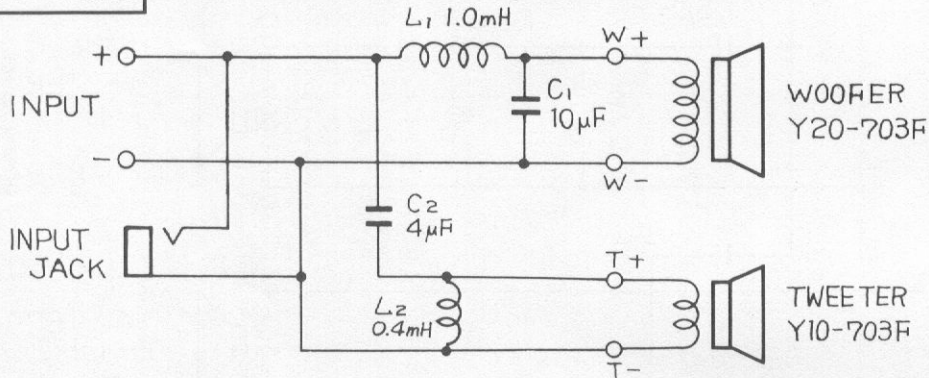 L1 1.0mH
+
W+
INPUT
C1
10μF
WOOFER
Y20-703F
-
W-
INPUT
JACK
C2
4μF
T+
L2
0.4mH
TWEETER
Y10-703F
T-